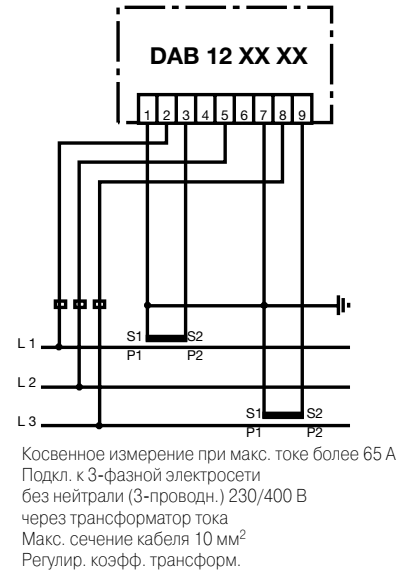 DAB 12 XX XX
1 2 3 4 5 6 7 8 9
L 1
S1 S2
P1 P2
L 2
L 3
S1 S2
P1 P2
Косвенное измерение при макс. токе более 65 А
Подкл. к 3-фазной электросети
без нейтрали (3-проводн.) 230/400 В
через трансформатор тока
Макс. сечение кабеля 10 мм²
Регулир. коэфф. трансформ.